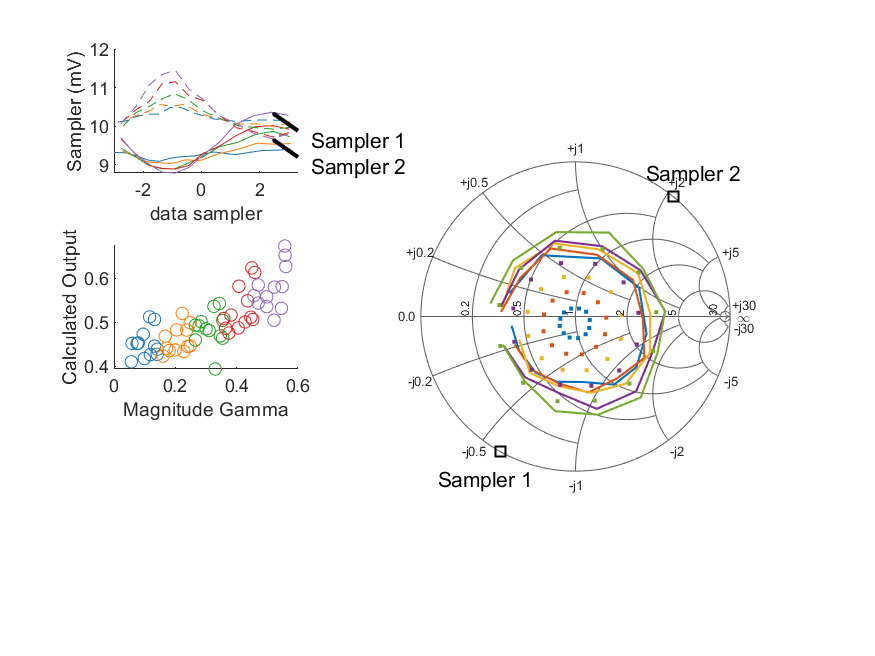 12
11
10
9
Sampler (mV)
-2
0
2
data sampler
Sampler 1
Sampler 2
0.6
0.5
0.4
Calculated Output
0
0.2
0.4
0.6
Magnitude Gamma
+j1
Sampler 2
+j0.5
+j2
+j0.2
+j5
0.0
0.2
0.5
1
2
5
30
+j30
∞
-j30
-j0.2
-j5
-j0.5
-j2
Sampler 1
-j1